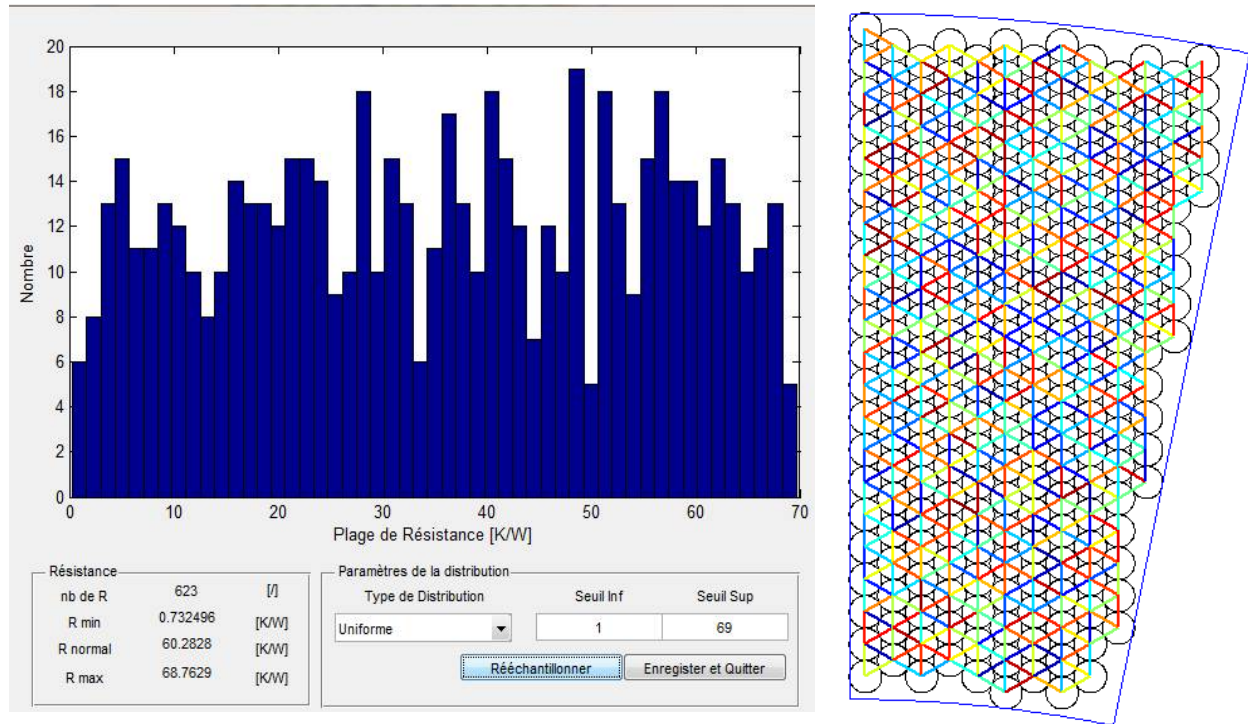 20
18
16
14
12
10
8
6
4
2
0
Nombre
0 10 20 30 40 50 60 70
Plage de Résistance [K/W]
Résistance
nb de R 623 [/]
R min 0.732496 [K/W]
R normal 60.2828 [K/W]
R max 68.7629 [K/W]
Paramètres de la distribution
Type de Distribution Seuil Inf Seuil Sup
Uniforme 1 69
Rééchantillonner Enregister et Quitter